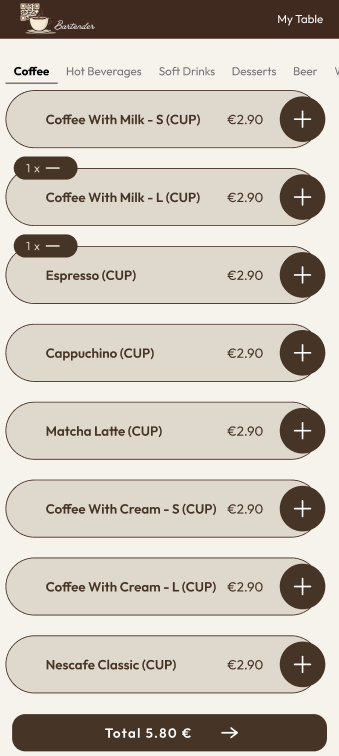 Bartender
My Table
Coffee Hot Beverages Soft Drinks Desserts Beer
Coffee With Milk - S (CUP) €2.90
1 x
Coffee With Milk - L (CUP) €2.90
1 x
Espresso (CUP) €2.90
Cappuchino (CUP) €2.90
Matcha Latte (CUP) €2.90
Coffee With Cream - S (CUP) €2.90
Coffee With Cream - L (CUP) €2.90
Nescafe Classic (CUP) €2.90
Total 5.80 €